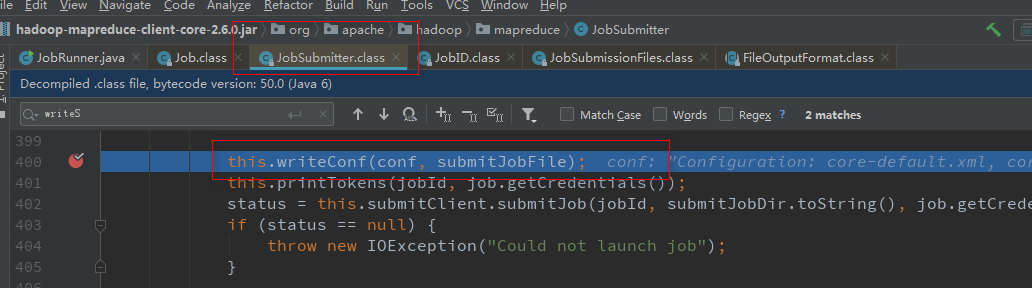 ile Edit View Navigate Code Analyze Refactor Build Run Tools VCS Window Help
hadoop-mapreduce-client-core-2.6.0.jar org apache hadoop mapreduce JobSubmitter
JobRunner.java Job.class JobSubmitter.class JobID.class JobSubmissionFiles.class FileOutputFormat.class
Project
Decompiled .class file, bytecode version: 50.0 (Java 6)
writeS Match Case Words Regex ? 2 matches
399
400 this.writeConf(conf, submitJobFile); conf: "Configuration: core-default.xml, cor
401 this.printTokens(jobId, job.getCredentials());
402 status = this.submitClient.submitJob(jobId, submitJobDir.toString(), job.getCrede
403 if (status == null) {
404 throw new IOException("Could not launch job");
405 }